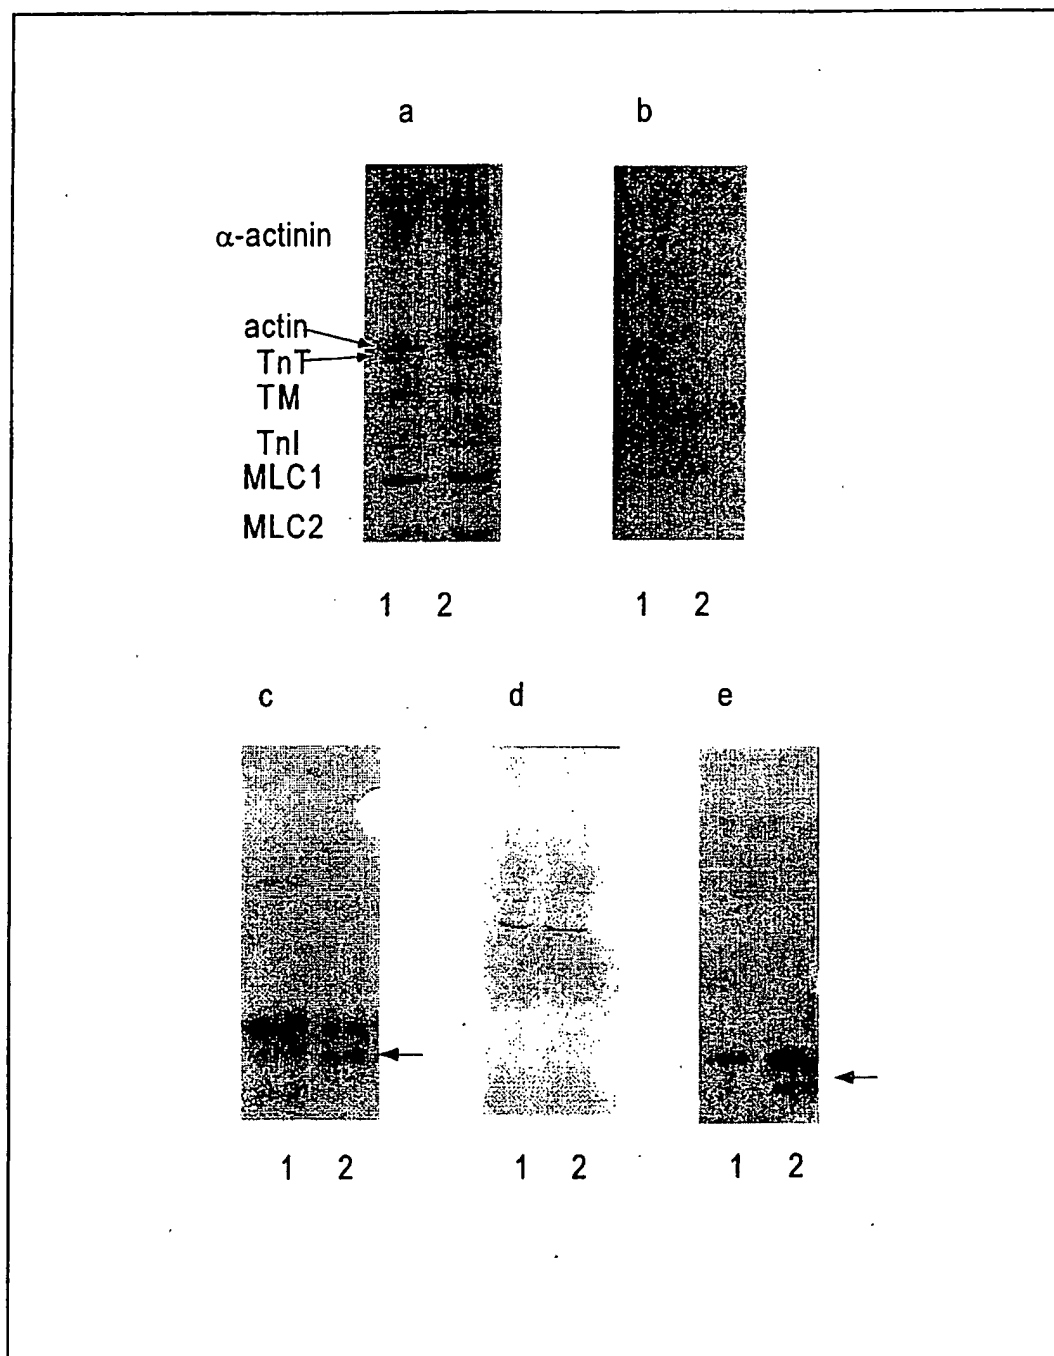 a b
α-actinin
actin
TnT
TM
TnI
MLC1
MLC2
1 2 1 2
c d e
1 2 1 2 1 2